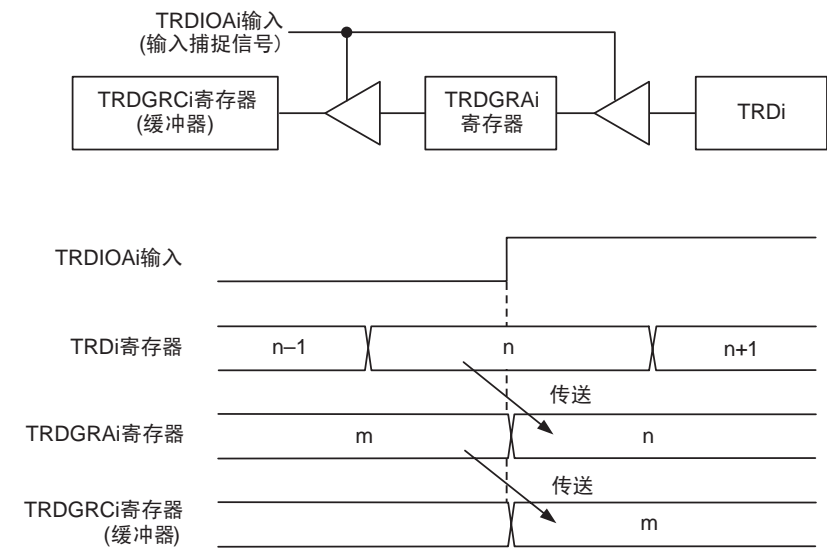 TRDIOAi输入
(输入捕捉信号)
TRDGRCi寄存器
(缓冲器)
TRDGRAi
寄存器
TRDi
TRDIOAi输入
TRDi寄存器
n–1
n
n+1
传送
TRDGRAi寄存器
m
n
传送
TRDGRCi寄存器
(缓冲器)
m